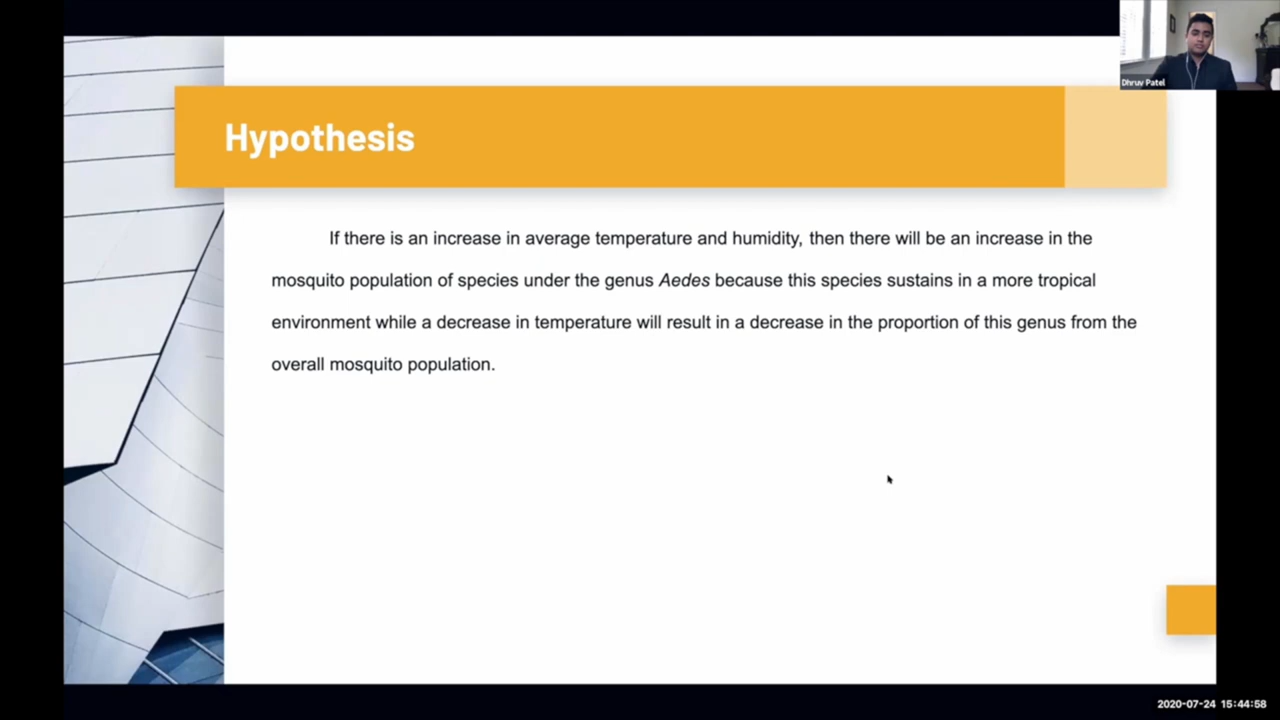 Dhruv Patel
Hypothesis
If there is an increase in average temperature and humidity, then there will be an increase in the
mosquito population of species under the genus Aedes because this species sustains in a more tropical
environment while a decrease in temperature will result in a decrease in the proportion of this genus from the
overall mosquito population.
2020-07-24 15:44:58